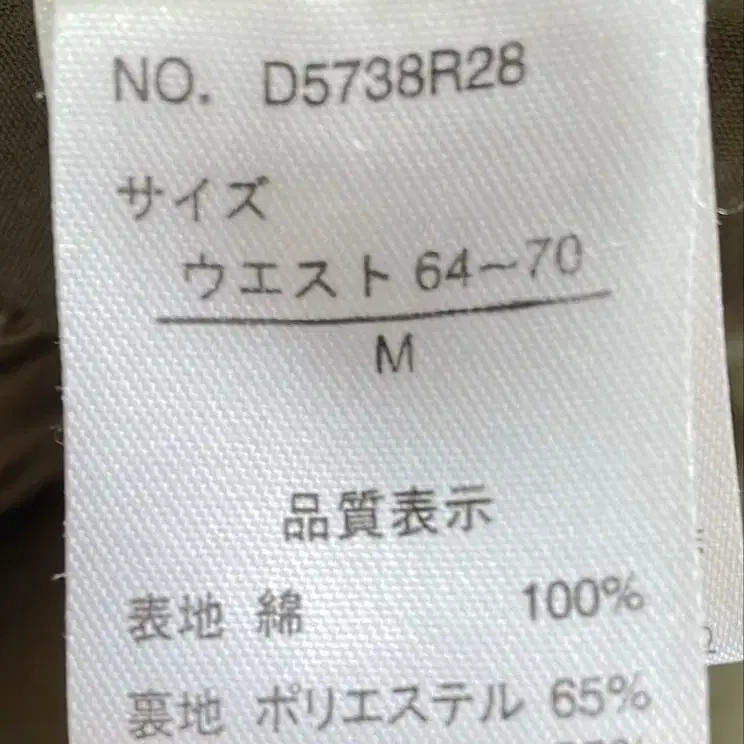 NO. D5738R28
サイズ
ウエスト 64〜70
M
品質表示
表地 綿 100%
裏地 ポリエステル 65%